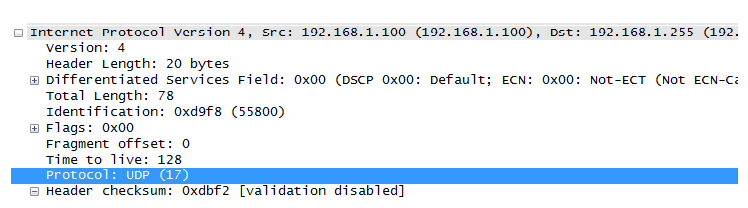 Internet Protocol Version 4, Src: 192.168.1.100 (192.168.1.100), Dst: 192.168.1.255 (192.
Version: 4
Header Length: 20 bytes
Differentiated Services Field: 0x00 (DSCP 0x00: Default; ECN: 0x00: Not-ECT (Not ECN-Ca
Total Length: 78
Identification: 0xd9f8 (55800)
Flags: 0x00
Fragment offset: 0
Time to live: 128
Protocol: UDP (17)
Header checksum: 0xdbf2 [validation disabled]